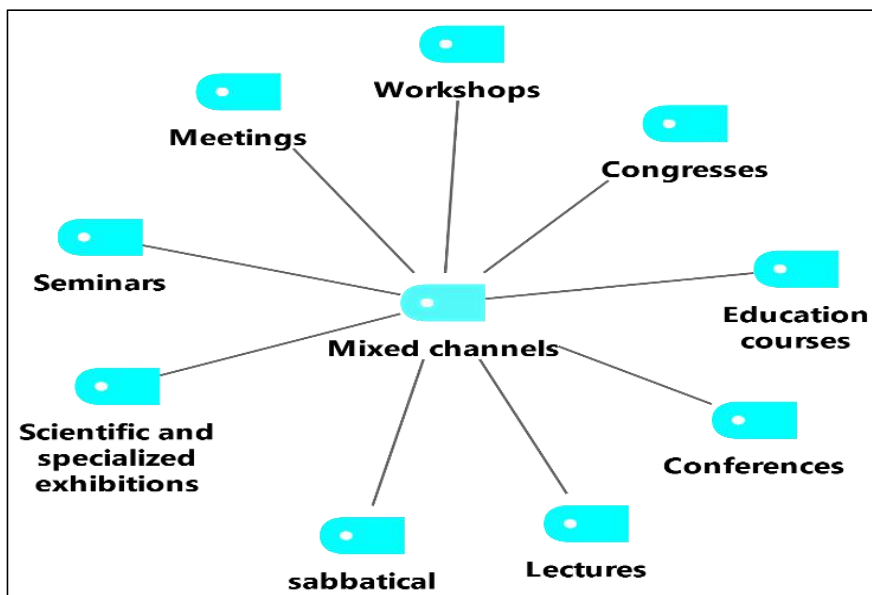 Workshops
Meetings
Congresses
Seminars
Education
courses
Mixed channels
Scientific and
specialized
exhibitions
Conferences
sabbatical
Lectures